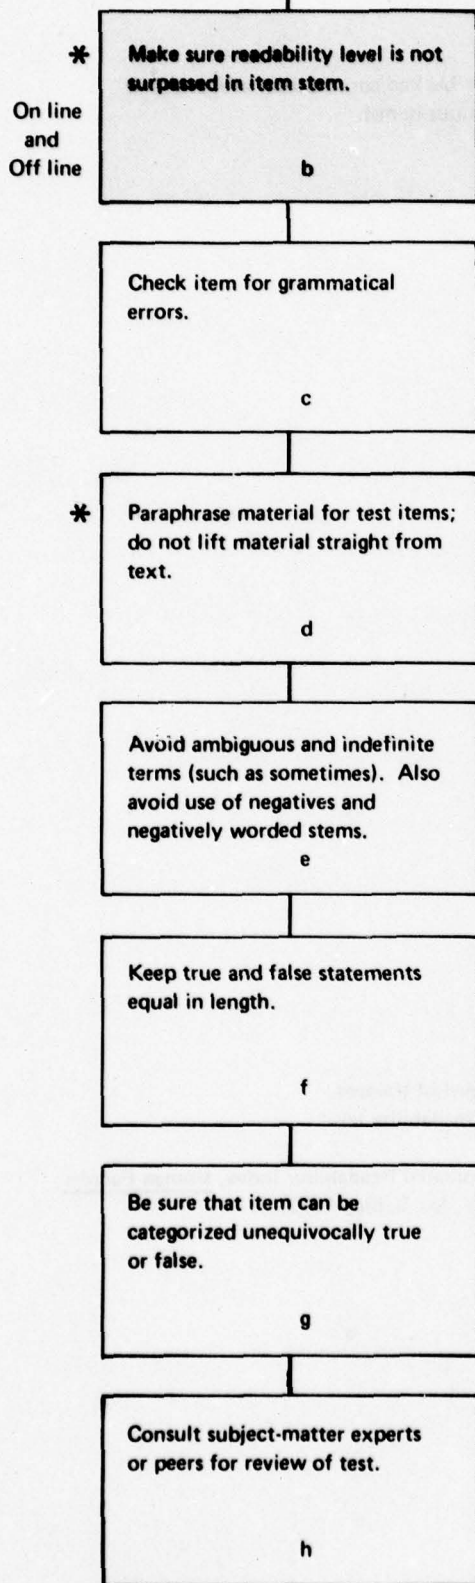 *
Make sure readability level is not
surpassed in item stem.
On line
and
Off line
b
Check item for grammatical
errors.
c
*
Paraphrase material for test items;
do not lift material straight from
text.
d
Avoid ambiguous and indefinite
terms (such as sometimes). Also
avoid use of negatives and
negatively worded stems.
e
Keep true and false statements
equal in length.
f
Be sure that item can be
categorized unequivocally true
or false.
g
Consult subject-matter experts
or peers for review of test.
h